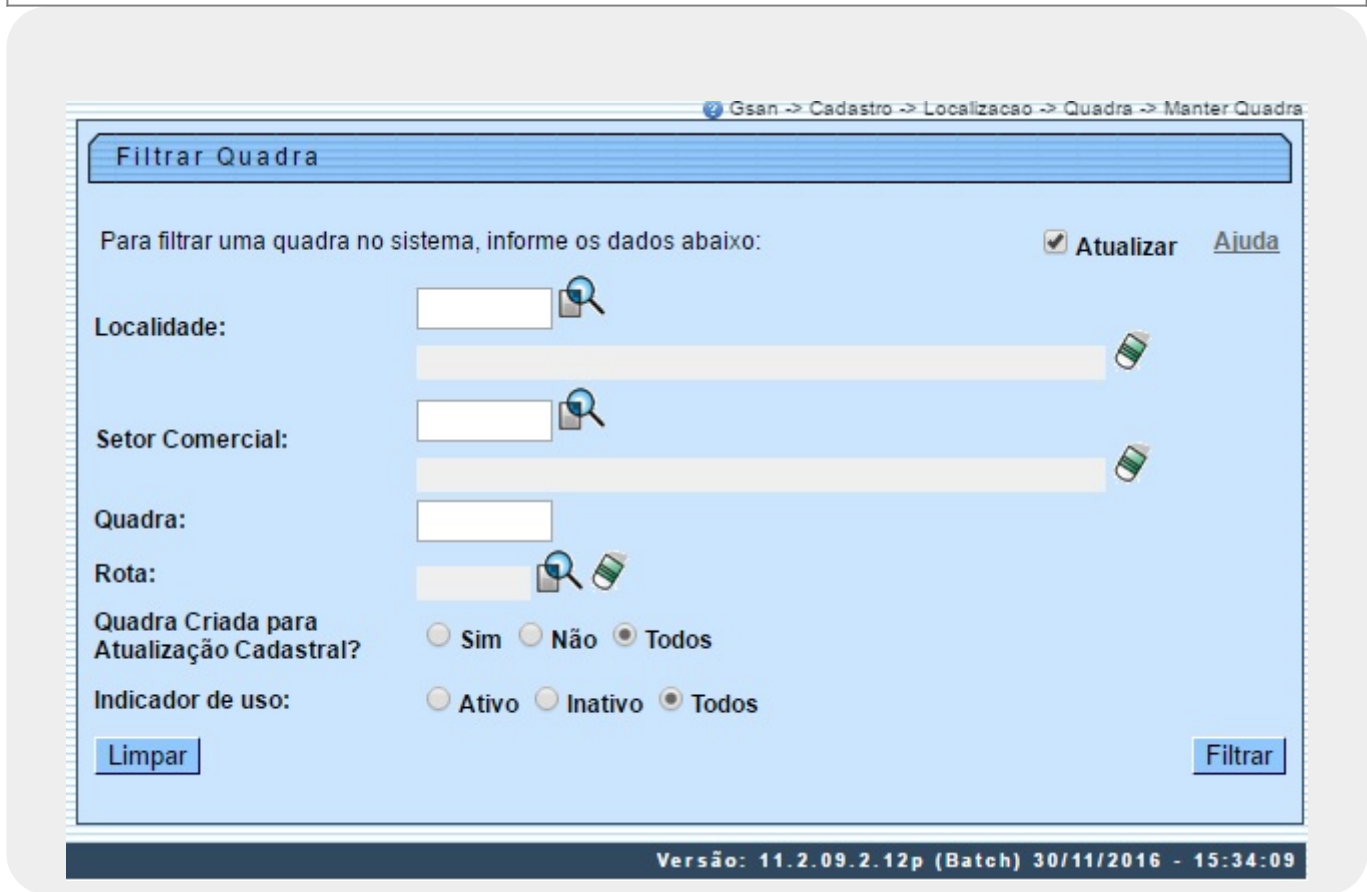 Gsan -> Cadastro -> Localizacao -> Quadra -> Manter Quadra
Filtrar Quadra
Para filtrar uma quadra no sistema, informe os dados abaixo: Atualizar Ajuda
Localidade:
Setor Comercial:
Quadra:
Rota:
Quadra Criada para
Atualização Cadastral? Sim Não Todos
Indicador de uso: Ativo Inativo Todos
Limpar Filtrar
Versão: 11.2.09.2.12p (Batch) 30/11/2016 - 15:34:09